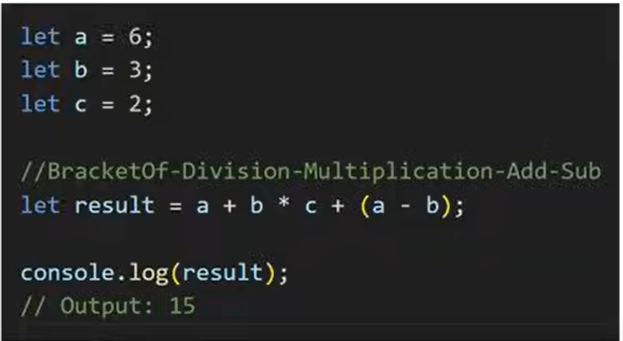 let a = 6;
let b = 3;
let c = 2;
//BracketOf-Division-Multiplication-Add-Sub
let result = a + b * c + (a - b);
console.log(result);
// Output: 15